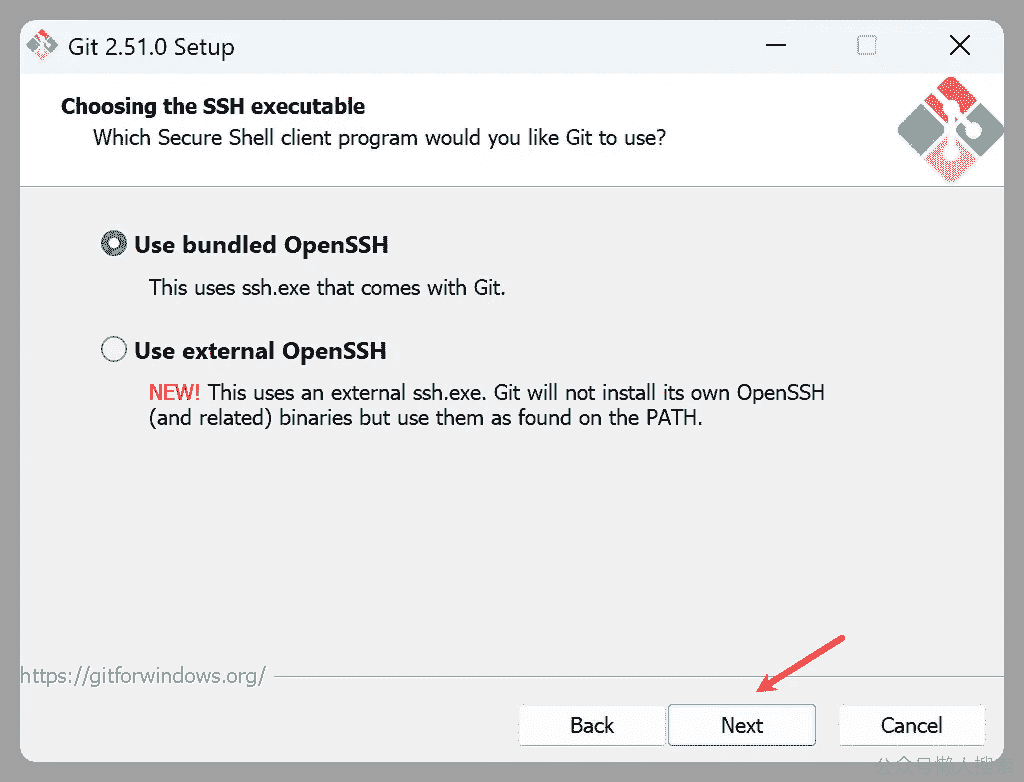 Git 2.51.0 Setup
Choosing the SSH executable
Which Secure Shell client program would you like Git to use?
Use bundled OpenSSH
This uses ssh.exe that comes with Git.
Use external OpenSSH
NEW! This uses an external ssh.exe. Git will not install its own OpenSSH
(and related) binaries but use them as found on the PATH.
https://gitforwindows.org/
Back
Next
Cancel